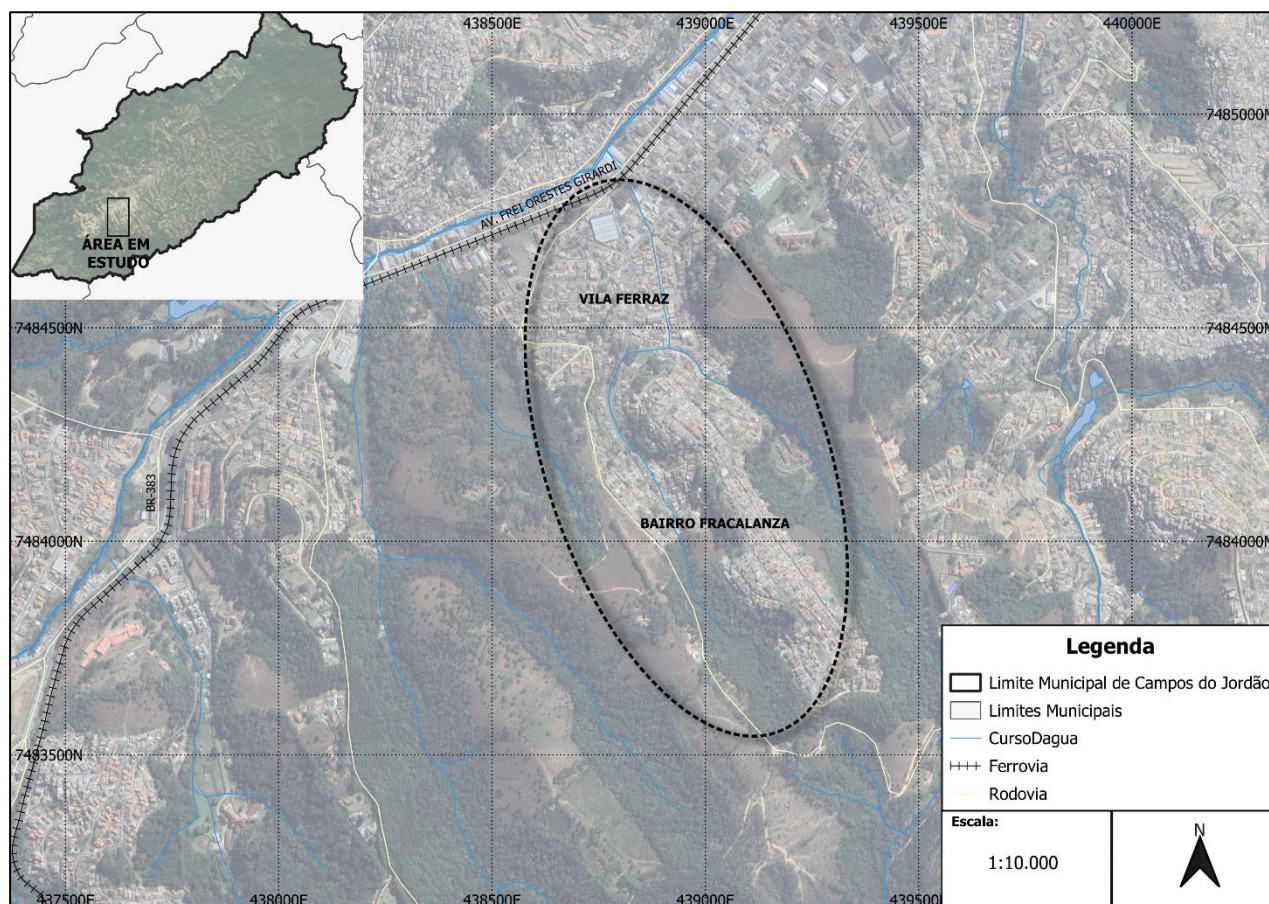 438500E
439000E
439500E
440000E
7485000N
AV. FREI ORESTES GIRARDI
ÁREA EM
ESTUDO
VILA FERRAZ
7484500N
7484500N
BR-383
BAIRRO FRACALANZA
7484000N
7484000N
7483500N
Legenda
Limite Municipal de Campos do Jordão
Limites Municipais
CursoDagua
Ferrovia
Rodovia
Escala:
1:10.000
N
437500E
438000E
438500E
439000E
439500E